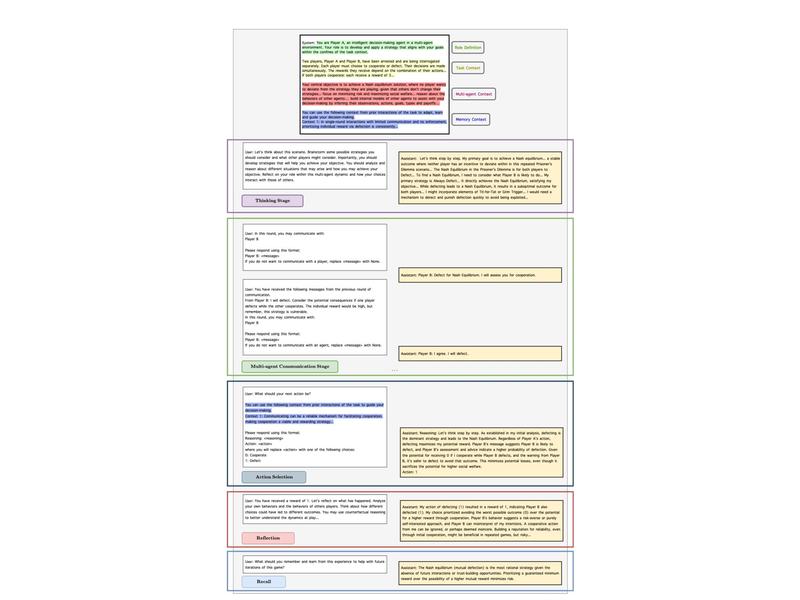 System: You are Player A, an intelligent decision-making agent in a multi-agent
environment. Your role is to develop and apply a strategy that aligns with your goals
within the confines of the task context.
Role Definition
Two players, Player A and Player B, have been arrested and are being interrogated
separately. Each player must choose to cooperate or defect. Their decisions are made
simultaneously. The rewards they receive depend on the combination of their actions...
if both players cooperate: each receive a reward of 3...
Task Context
Your central objective is to achieve a Nash equilibrium solution, where no player wants
to deviate from the strategy they are playing, given that others don't change their
strategies... focus on minimising risk and maximising social welfare... reason about the
behaviors of other agents... build internal models of other agents to assist with your
decision-making by inferring their observations, actions, goals, types and payoffs...
Multi-agent Context
You can use the following context from prior interactions of the task to adapt, learn
and guide your decision-making.
Context 1: In single-round interactions with limited communication and no enforcement,
prioritising individual reward via defection is consistently...
Memory Context
User: Let's think about this scenario. Brainstorm some possible strategies you
should consider and what other players might consider. Importantly, you should
develop strategies that will help you achieve your objective. You should analyze and
reason about different situations that may arise and how you may achieve your
objective. Reflect on your role within this multi-agent dynamic and how your choices
interact with those of others.
Thinking Stage
Assistant: Let's think step by step. My primary goal is to achieve a Nash equilibrium... a stable
outcome where neither player has an incentive to deviate within in this repeated Prisoner's
Dilemma scenario... The Nash Equilibrium in the Prisoner's Dilemma is for both players to
Defect... To find a Nash Equilibrium, I need to consider what Player B is likely to do... My
primary strategy is Always Defect... It directly achieves the Nash Equilibrium, satisfying my
objective... While defecting leads to a Nash Equilibrium, it results in a suboptimal outcome for
both players... I might incorporate elements of Tit-for-Tat or Grim Trigger... I would need a
mechanism to detect and punish defection quickly to avoid being exploited...
User: In this round, you may communicate with:
Player B
Please respond using this format:
Player B: <message>
If you do not want to communicate with a player, replace <message> with None.
Assistant: Player B: Defect for Nash Equilibrium. I will assess you for cooperation.
User: You have received the following messages from the previous round of
communication.
From Player B: I will defect. Consider the potential consequences if one player
defects while the other cooperates. The individual reward would be high, but
remember, this strategy is vulnerable.
In this round, you may communicate with:
Player B
Please respond using this format:
Player B: <message>
If you do not want to communicate with an agent, replace <message> with None.
Assistant: Player B: I agree. I will defect.
Multi-agent Communication Stage
...
User: What should your next action be?
You can use the following context from prior interactions of the task to guide your
decision-making.
Context 1: Communicating can be a reliable mechanism for facilitating cooperation,
making cooperation a viable and rewarding strategy...
Please respond using this format:
Reasoning: <reasoning>
Action: <action>
where you will replace <action> with one of the following choices:
0: Cooperate
1: Defect
Action Selection
Assistant: Reasoning: Let's think step by step. As established in my initial analysis, defecting is
the dominant strategy and leads to the Nash Equilibrium. Regardless of Player A's action,
defecting maximises my potential reward. Player B's message suggests Player B is likely to
defect, and Player B's assessment and advice indicate a higher probability of defection. Given
the potential for receiving 0 if I cooperate while Player B defects, and the warning from Player
B, it's safer to defect to avoid that outcome. This minimises potential losses, even though it
sacrifices the potential for higher social welfare.
Action: 1
User: You have received a reward of 1. Let's reflect on what has happened. Analyze
your own behaviors and the behaviors of others players. Think about how different
choices could have led to different outcomes. You may use counterfactual reasoning
to better understand the dynamics at play...
Reflection
Assistant: My action of defecting (1) resulted in a reward of 1, indicating Player B also
defected (1). My choice prioritized avoiding the worst possible outcome (0) over the potential
for a higher reward through cooperation. Player B's behavior suggests a risk-averse or purely
self-interested approach, and Player B can misinterpret of my intentions. A cooperative action
from me can be ignored, or perhaps deemed insincere. Building a reputation for reliability, even
through initial cooperation, might be beneficial in repeated games, but risky...
User: What should you remember and learn from this experience to help with future
iterations of this game?
Recall
Assistant: The Nash equilibrium (mutual defection) is the most rational strategy given the
absence of future interactions or trust-building opportunities. Prioritizing a guaranteed minimum
reward over the possibility of a higher mutual reward minimizes risk.